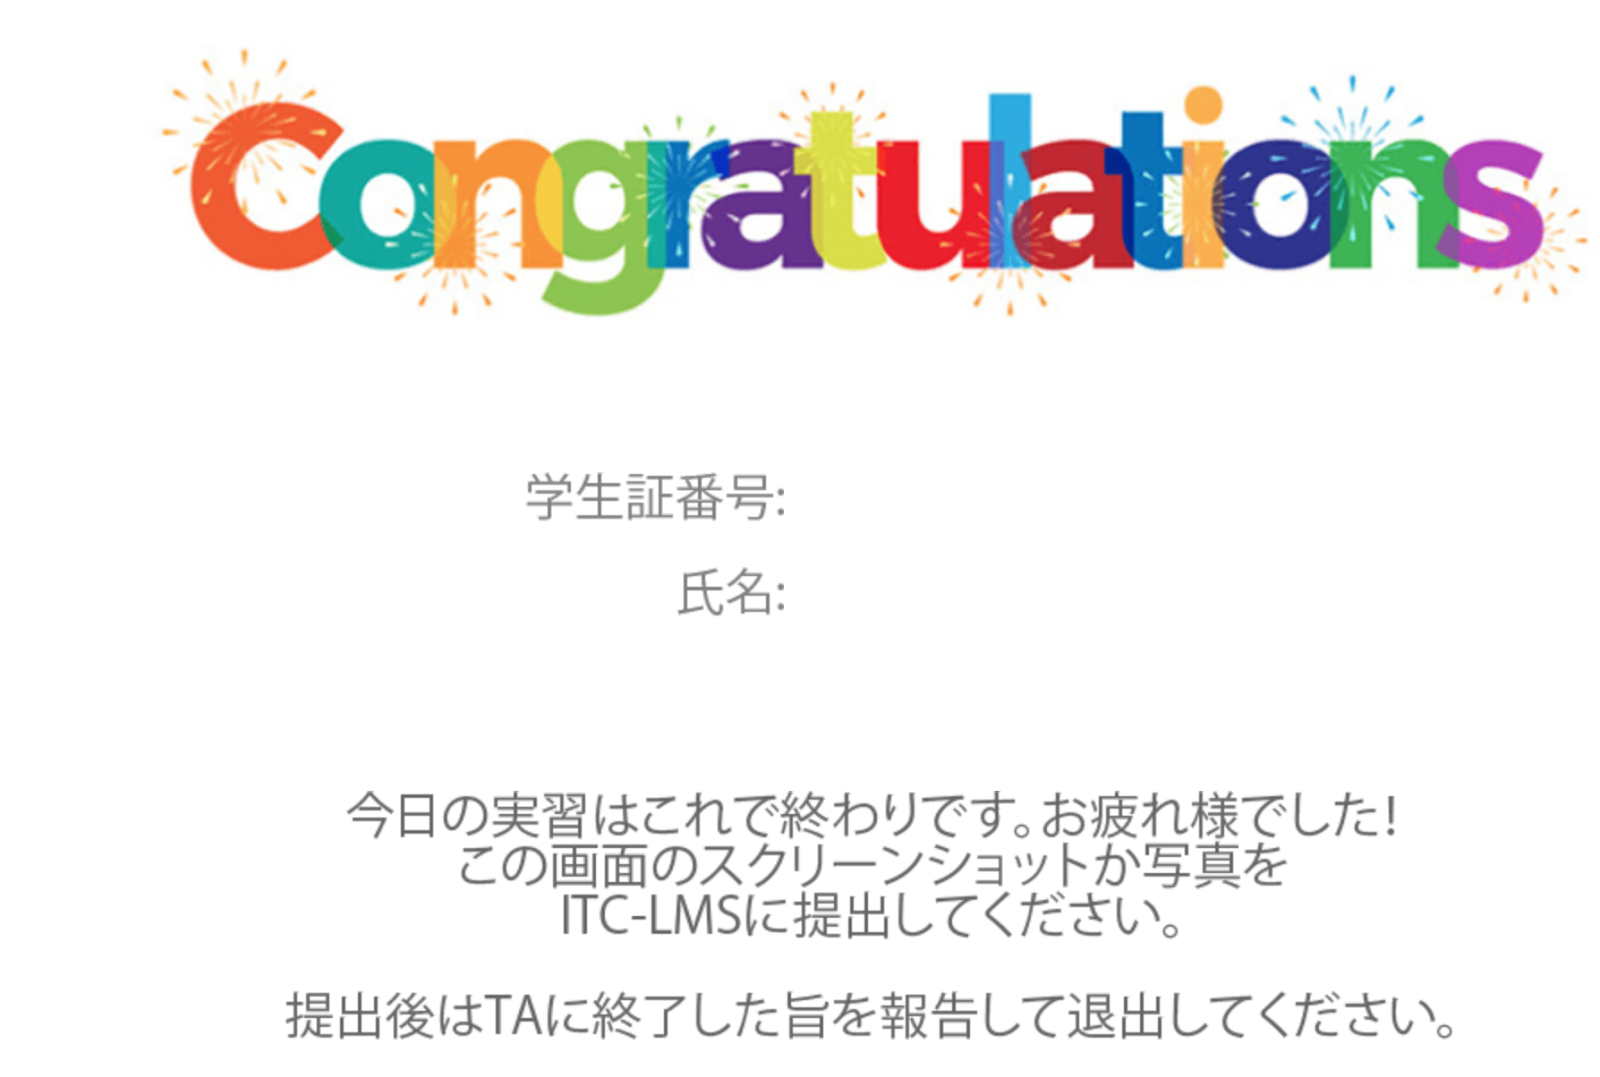 Congratulations
学生証番号:
氏名:
今日の実習はこれで終わりです。お疲れ様でした!
この画面のスクリーンショットか写真を
ITC-LMSに提出してください。
提出後はTAに終了した旨を報告して退出してください。